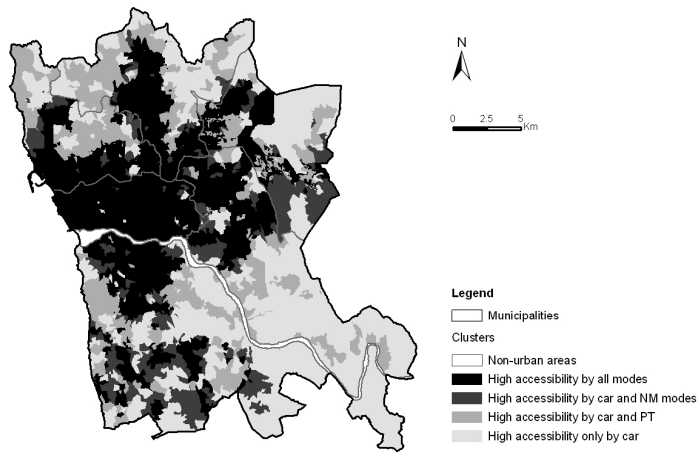 N
0 2.5 5
Km
Legend
Municipalities
Clusters
Non-urban areas
High accessibility by all modes
High accessibility by car and NM modes
High accessibility by car and PT
High accessibility only by car